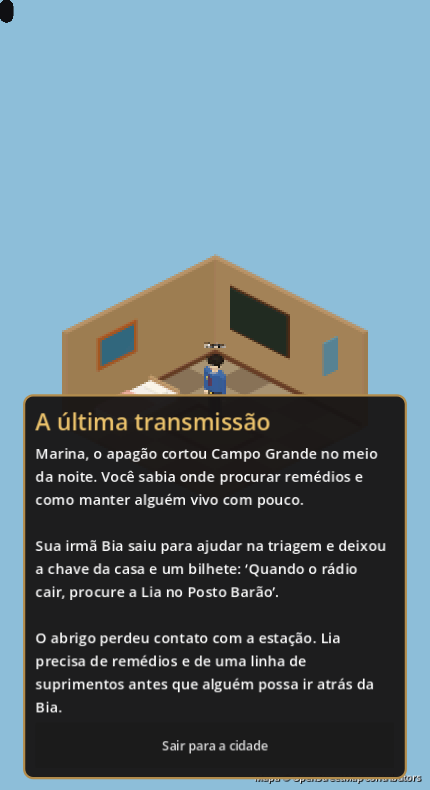 A última transmissão
Marina, o apagão cortou Campo Grande no meio
da noite. Você sabia onde procurar remédios e
como manter alguém vivo com pouco.
Sua irmã Bia saiu para ajudar na triagem e deixou
a chave da casa e um bilhete: ‘Quando o rádio
cair, procure a Lia no Posto Barão’.
O abrigo perdeu contato com a estação. Lia
precisa de remédios e de uma linha de
suprimentos antes que alguém possa ir atrás da
Bia.
Sair para a cidade
Mapa © OpenStreetMap contributors